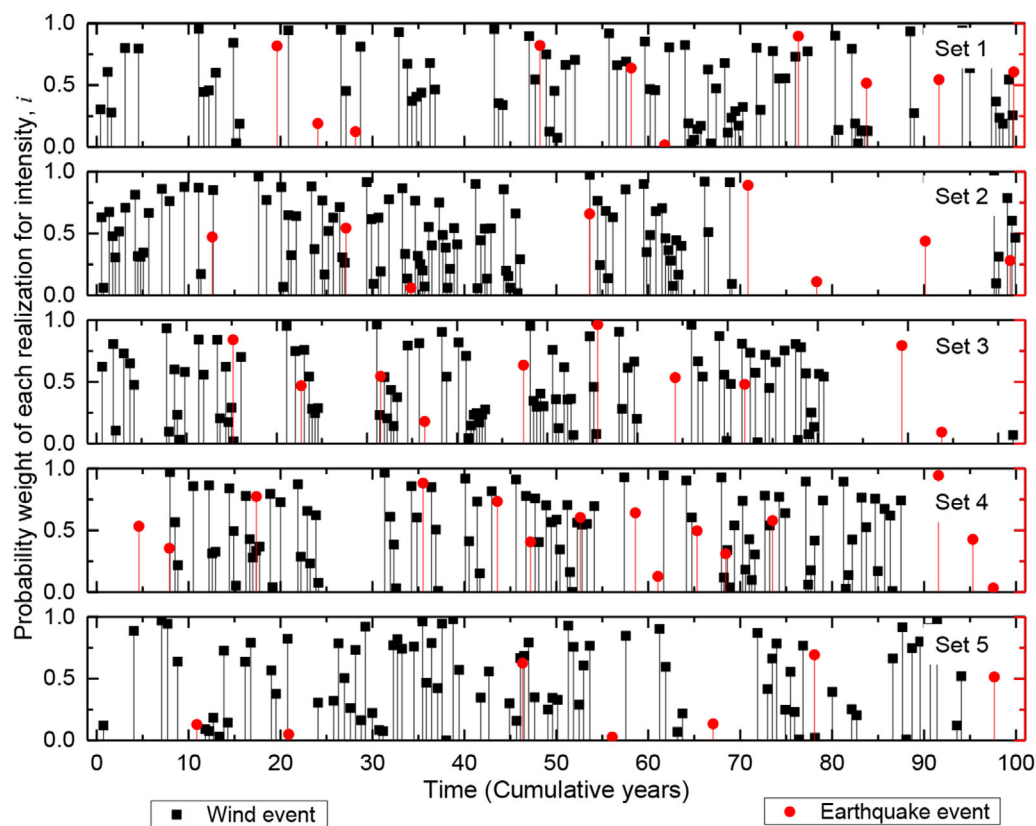 Probability weight of each realization for intensity, i
1.0
0.5
0.0
Set 1
1.0
0.5
0.0
Set 2
1.0
0.5
0.0
Set 3
1.0
0.5
0.0
Set 4
1.0
0.5
0.0
Set 5
0 10 20 30 40 50 60 70 80 90 100
Time (Cumulative years)
Wind event
Earthquake event